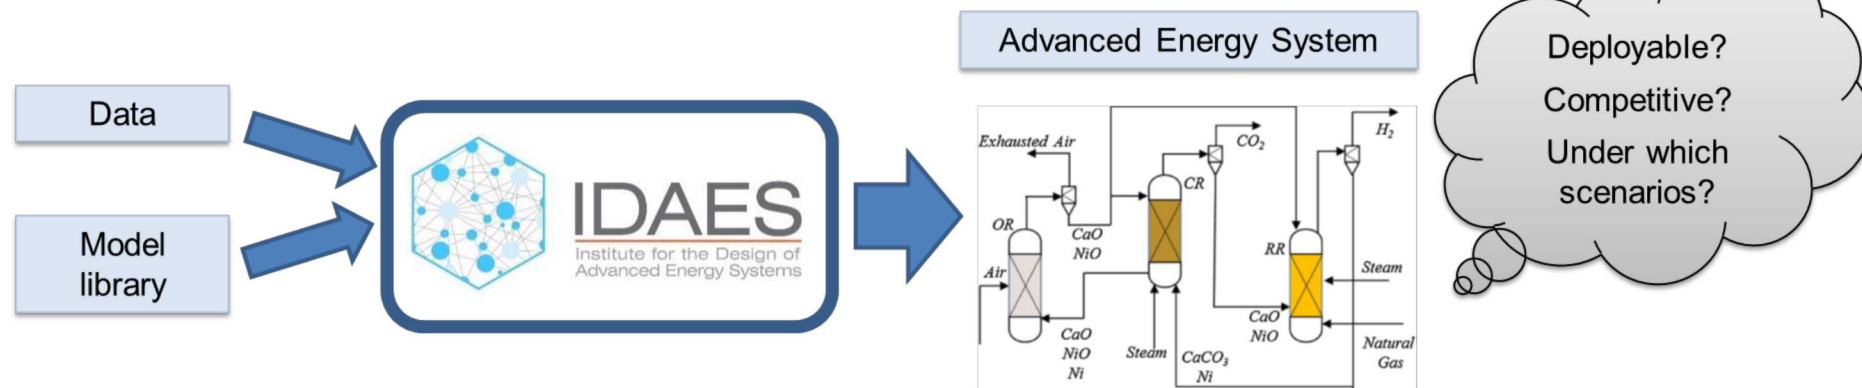 Data
Model
library
IDAES
Institute for the Design of
Advanced Energy Systems
Advanced Energy System
Exhausted Air
CO2
H2
CR
OR
CaO
NiO
RR
Air
Steam
CaO
NiO
Ni
Steam
CaCO3
Ni
CaO
NiO
Natural
Gas
Deployable?
Competitive?
Under which
scenarios?